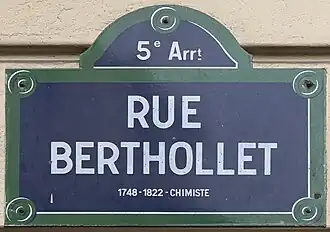 5e Arrt
RUE
BERTHOLLET
1748-1822-CHIMISTE